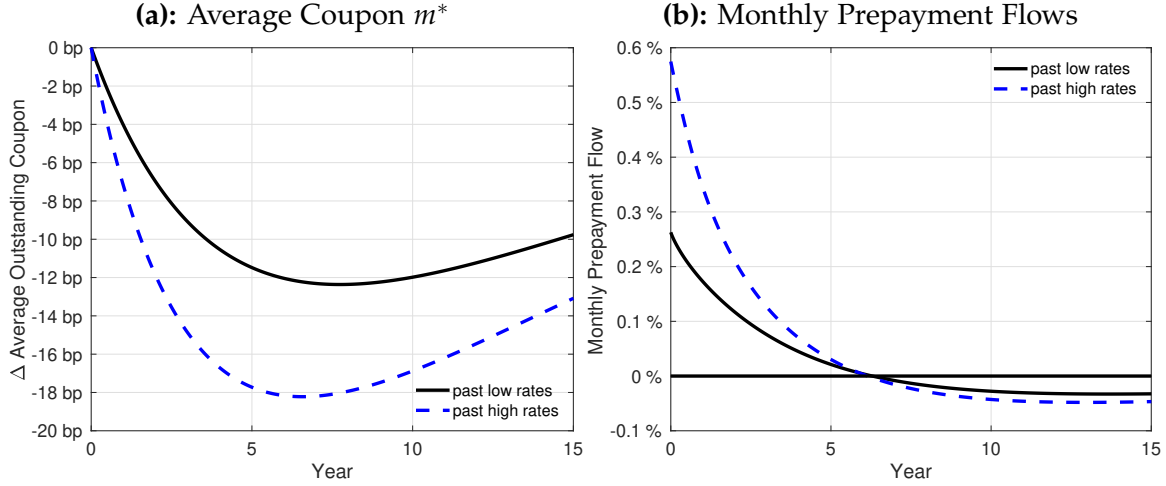 (a): Average Coupon m*
0 bp
-2 bp
-4 bp
-6 bp
-8 bp
-10 bp
-12 bp
-14 bp
-16 bp
-18 bp
-20 bp
Δ Average Outstanding Coupon
past low rates
past high rates
0 5 10 15
Year
(b): Monthly Prepayment Flows
0.6 %
0.5 %
0.4 %
0.3 %
0.2 %
0.1 %
0 %
-0.1 %
Monthly Prepayment Flow
past low rates
past high rates
0 5 10 15
Year